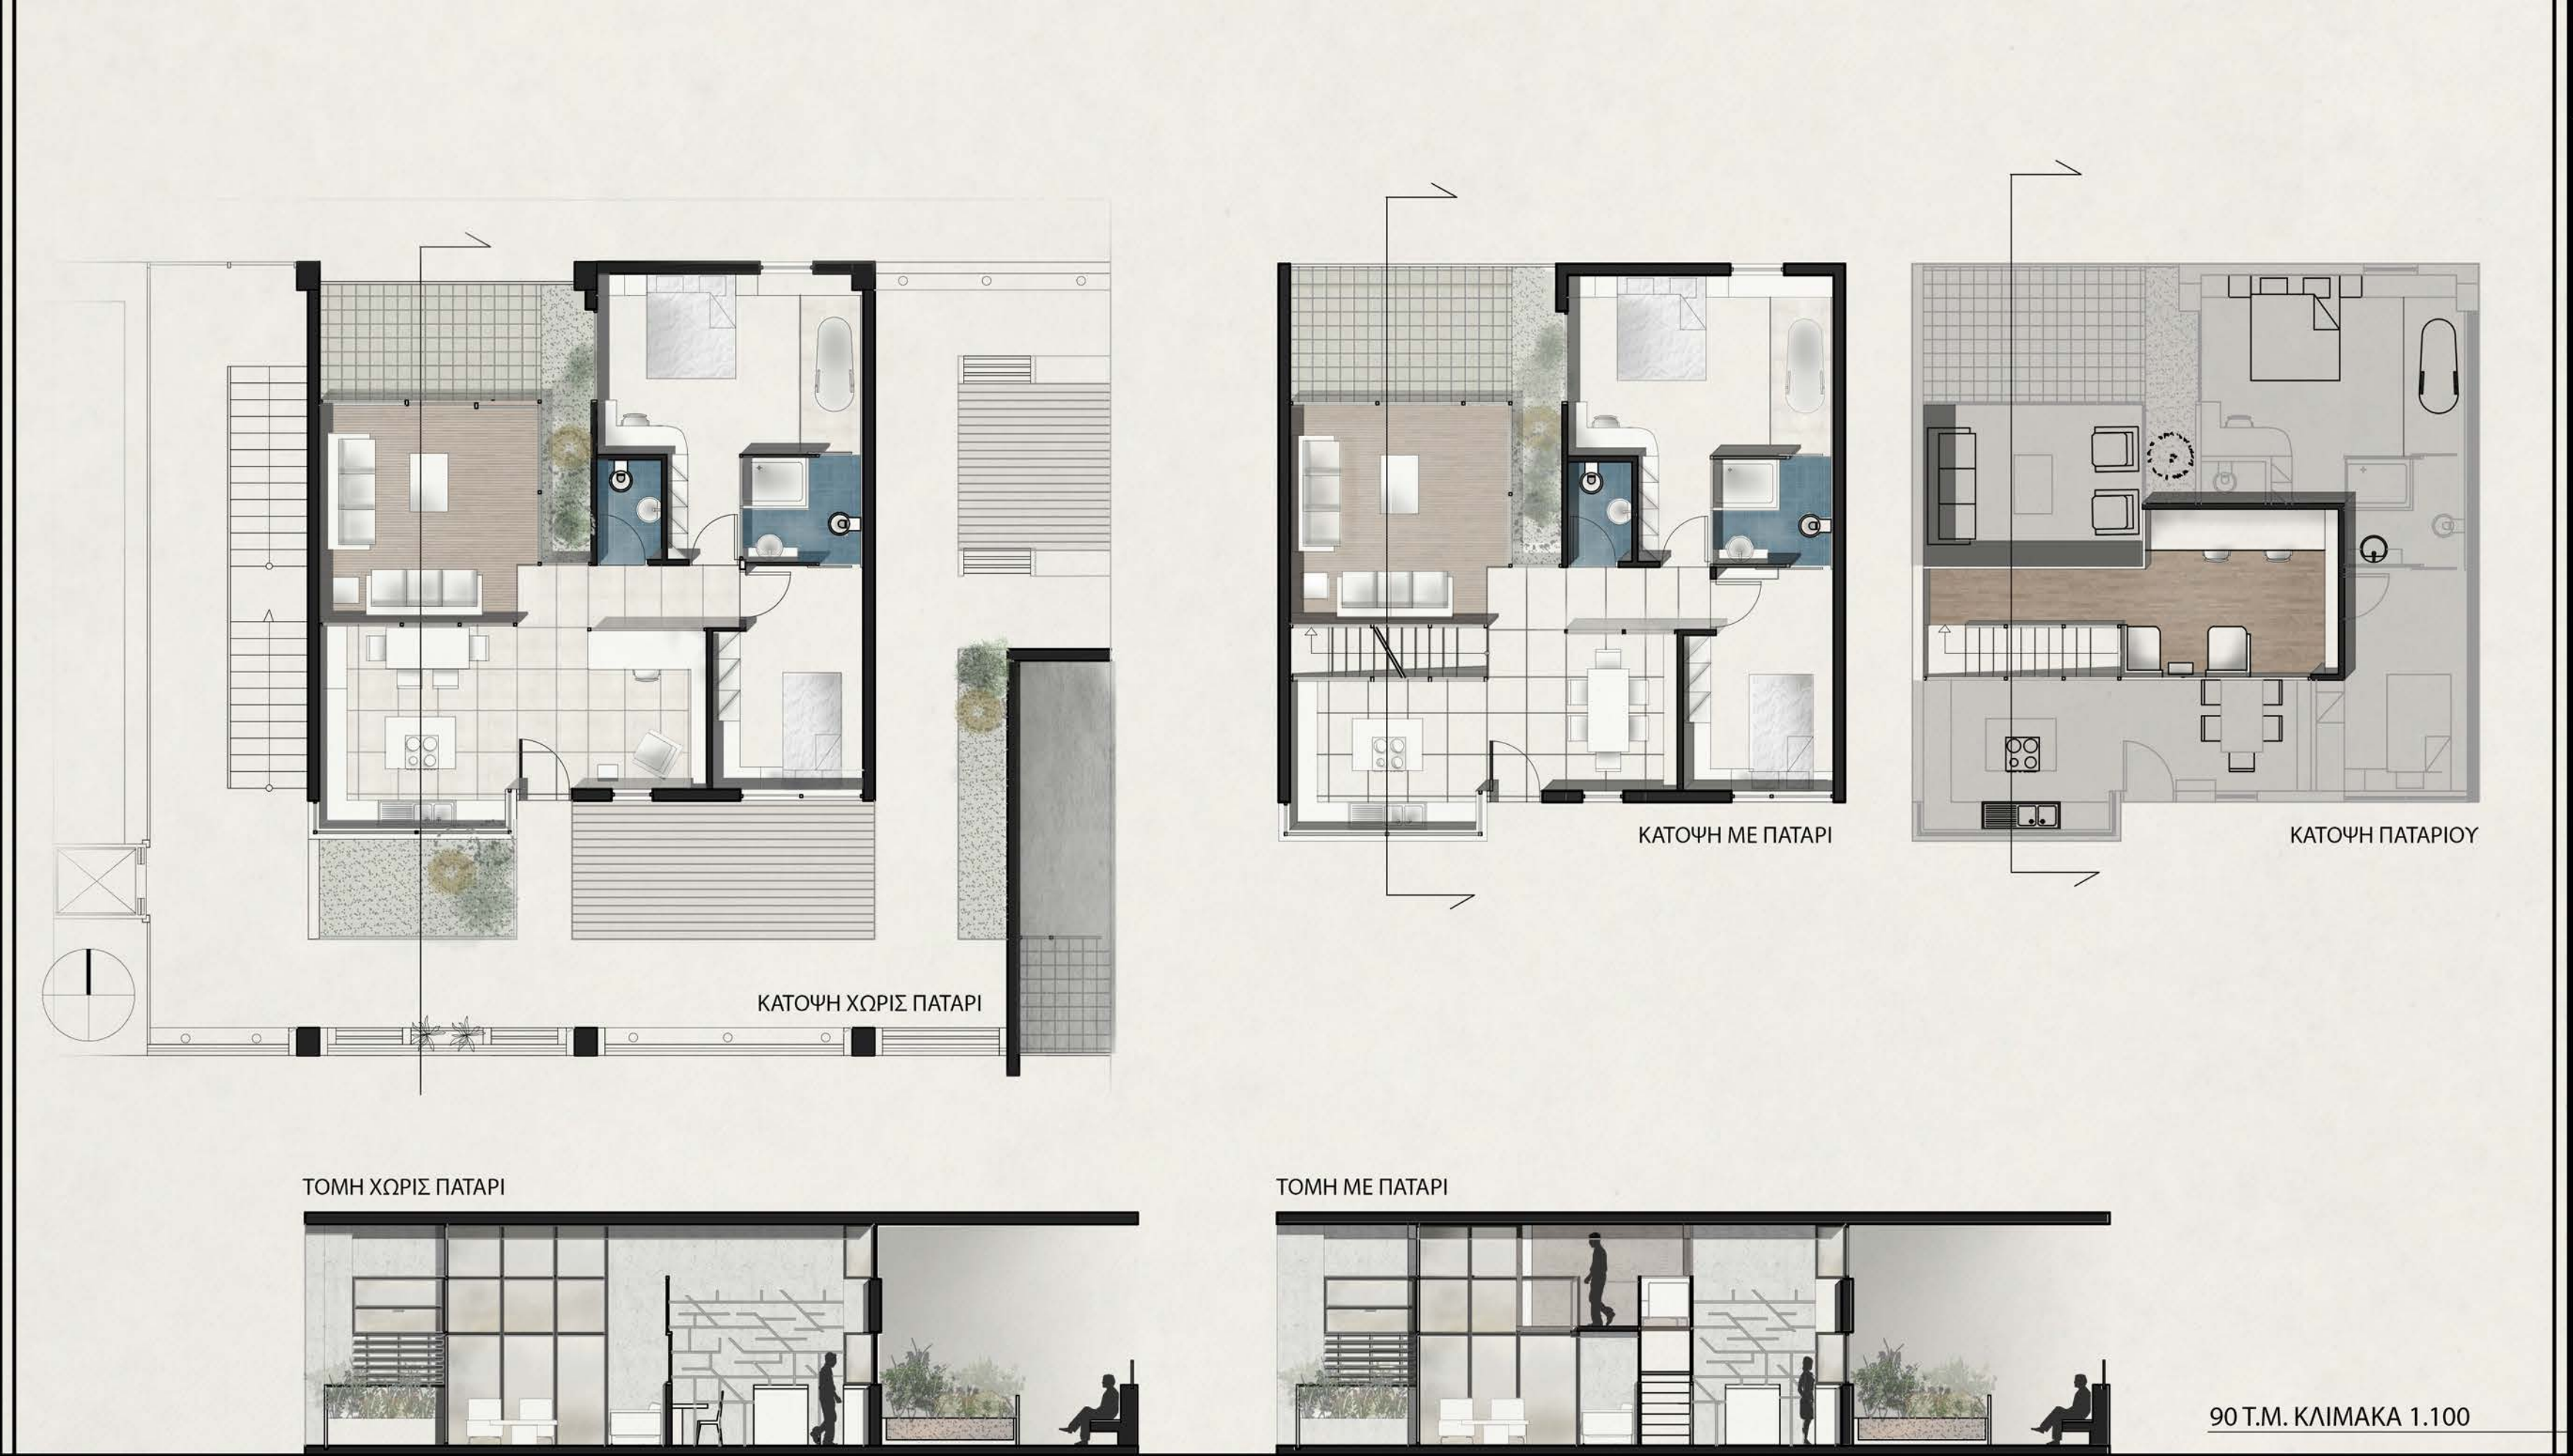 ΚΑΤΟΨΗ ΜΕ ΠΑΤΑΡΙ
ΚΑΤΟΨΗ ΠΑΤΑΡΙΟΥ
ΚΑΤΟΨΗ ΧΩΡΙΣ ΠΑΤΑΡΙ
ΤΟΜΗ ΧΩΡΙΣ ΠΑΤΑΡΙ
ΤΟΜΗ ΜΕ ΠΑΤΑΡΙ
90 Τ.Μ. ΚΛΙΜΑΚΑ 1.100